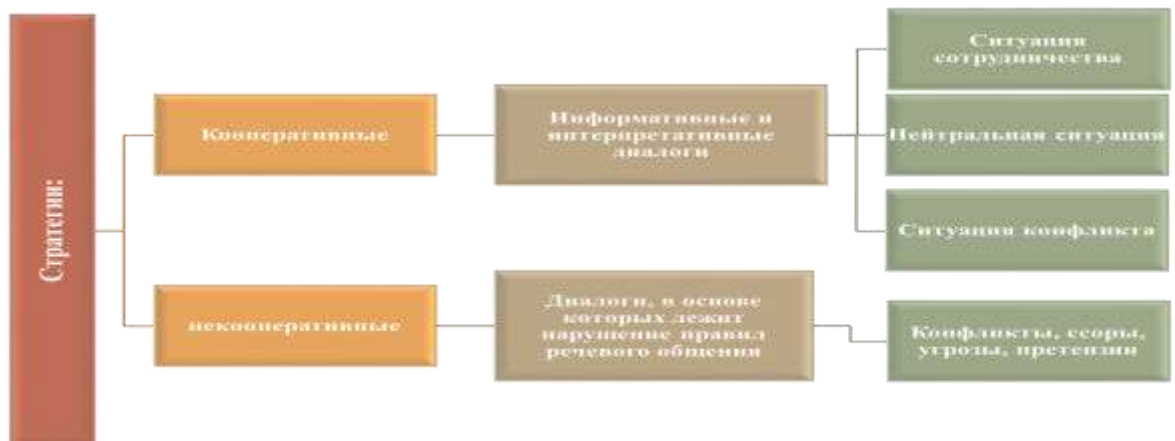 Стратегии:
Кооперативные
Информативные и
интерпретативные
диалоги
Ситуация
сотрудничества
Нейтральная ситуация
Ситуация конфликта
некооперативные
Диалоги, в основе
которых лежит
нарушение правил
речевого общения
Конфликты, ссоры,
угрозы, претензии